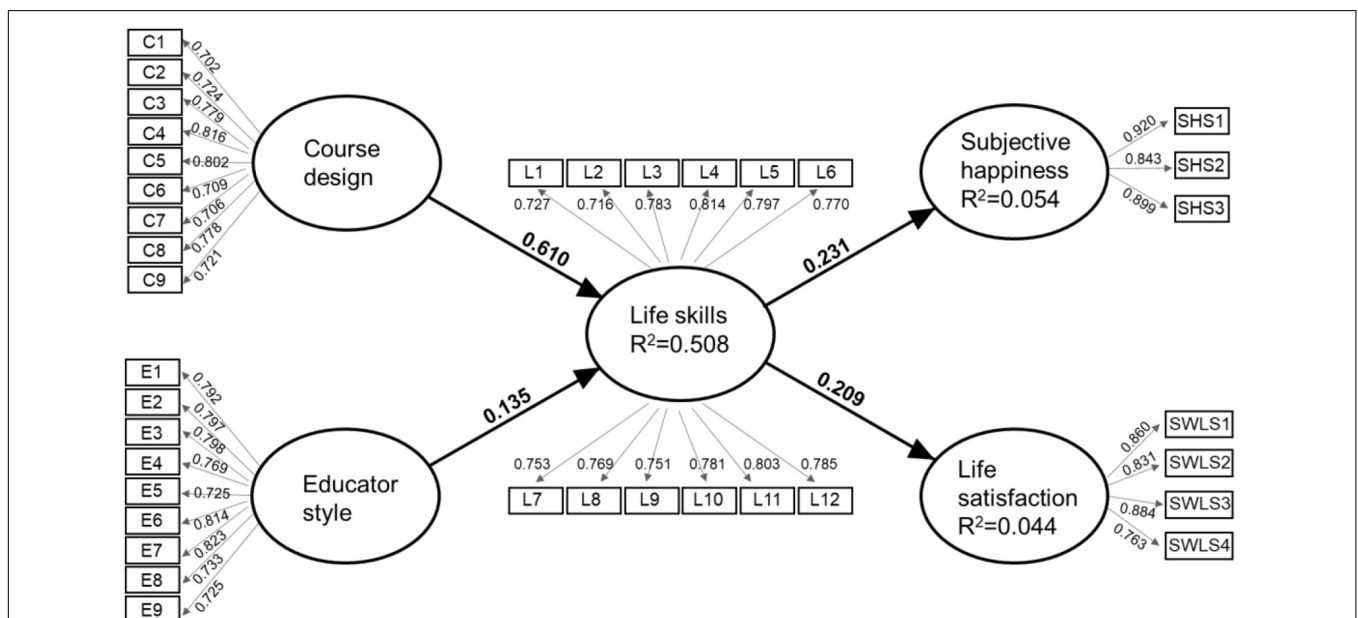 C1
C2
C3
C4
C5
C6
C7
C8
C9
0.702
0.724
0.779
0.816
0.802
0.709
0.706
0.778
0.721
Course
design
0.610
E1
E2
E3
E4
E5
E6
E7
E8
E9
0.792
0.797
0.798
0.769
0.725
0.814
0.823
0.733
0.725
Educator
style
0.135
L1 L2 L3 L4 L5 L6
0.727 0.716 0.783 0.814 0.797 0.770
Life skills
R²=0.508
0.753 0.769 0.751 0.781 0.803 0.785
L7 L8 L9 L10 L11 L12
0.231
Subjective
happiness
R²=0.054
0.920
0.843
0.899
SHS1
SHS2
SHS3
0.209
Life
satisfaction
R²=0.044
0.860
0.831
0.884
0.763
SWLS1
SWLS2
SWLS3
SWLS4